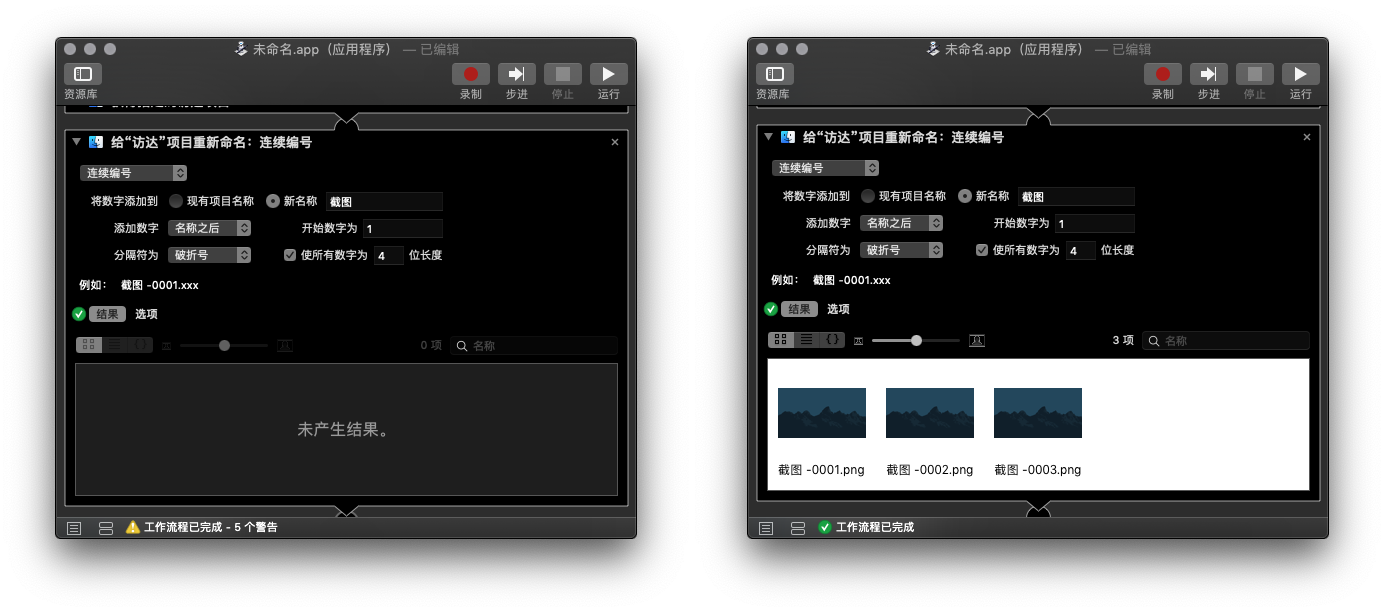 未命名.app（应用程序） — 已编辑
资源库
录制
步进
停止
运行
给“访达”项目重新命名：连续编号
连续编号
将数字添加到 现有项目名称 新名称 截图
添加数字 名称之后 开始数字为 1
分隔符为 破折号 使所有数字为 4 位长度
例如： 截图 -0001.xxx
结果 选项
0 项 名称
未产生结果。
工作流程已完成 - 5 个警告
未命名.app（应用程序） — 已编辑
资源库
录制
步进
停止
运行
给“访达”项目重新命名：连续编号
连续编号
将数字添加到 现有项目名称 新名称 截图
添加数字 名称之后 开始数字为 1
分隔符为 破折号 使所有数字为 4 位长度
例如： 截图 -0001.xxx
结果 选项
3 项 名称
截图 -0001.png 截图 -0002.png 截图 -0003.png
工作流程已完成